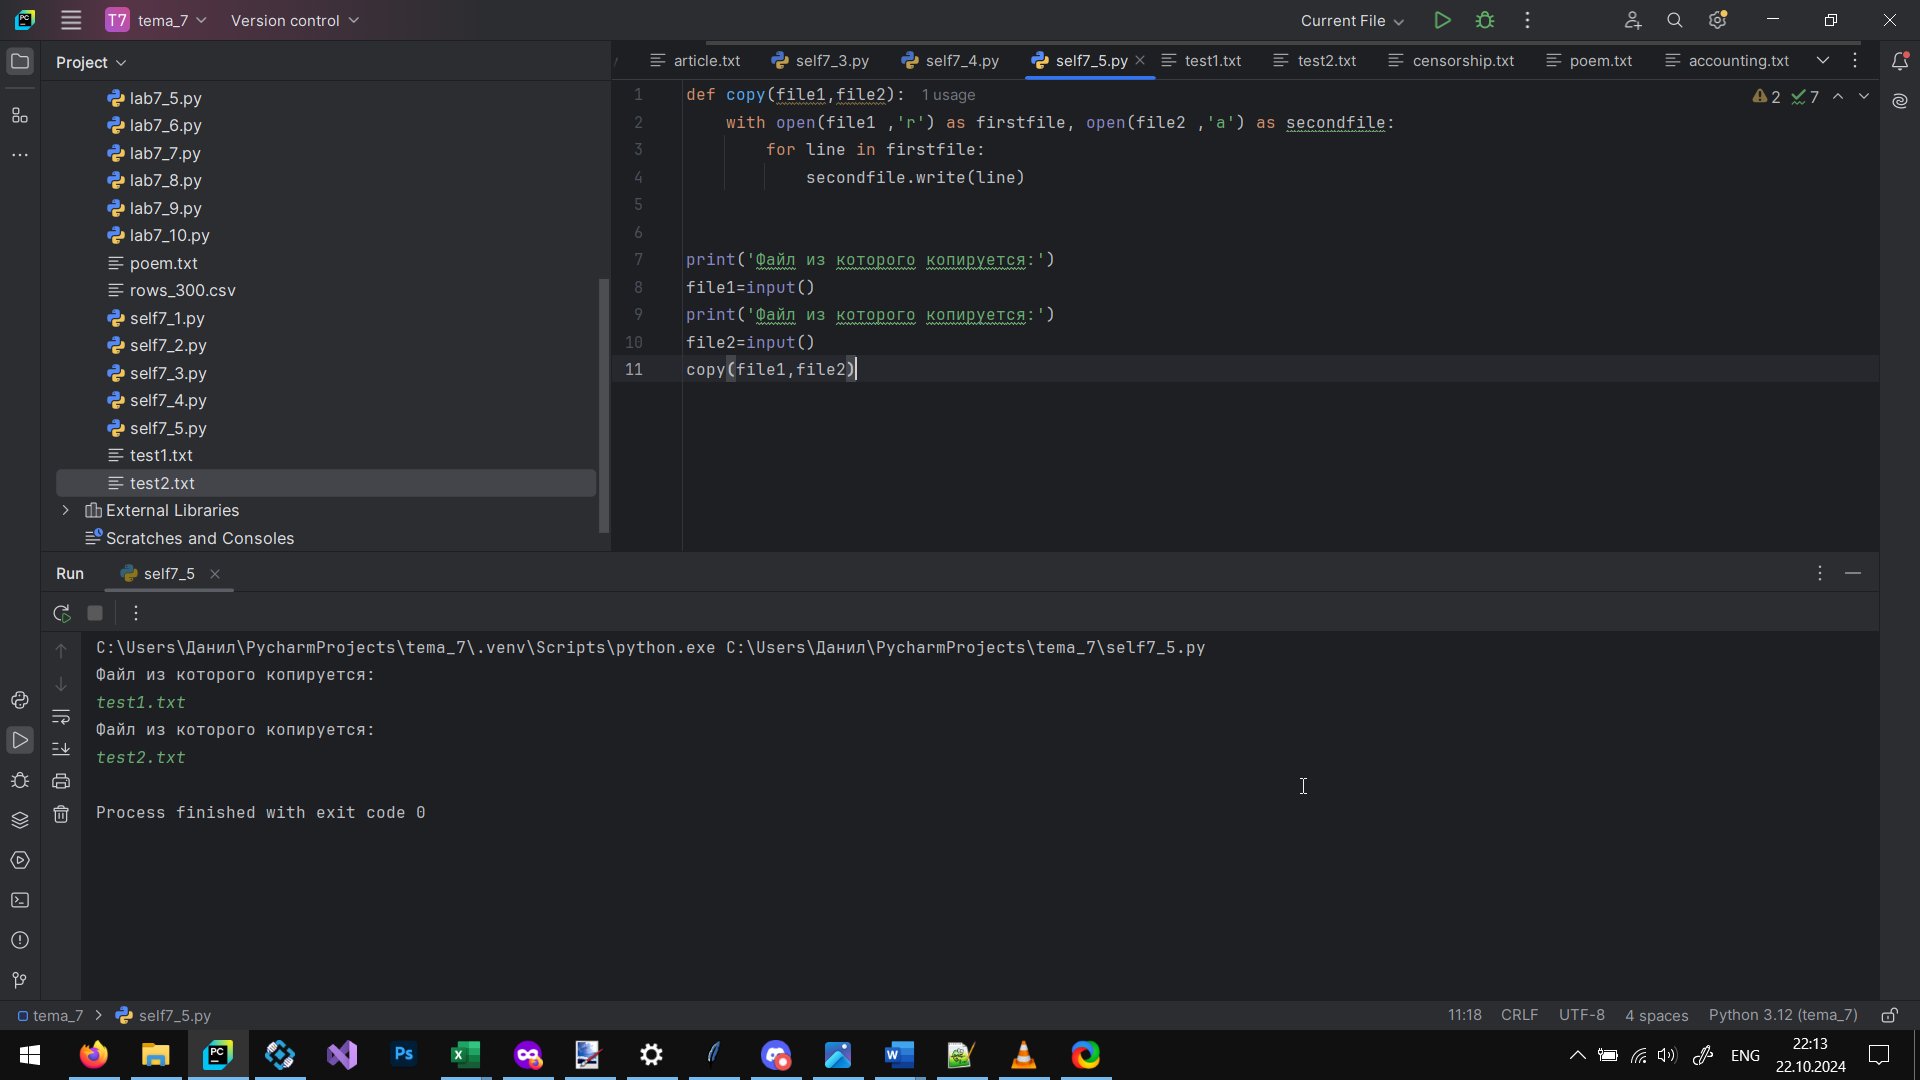 T7 tema_7 Version control Current File
Project
article.txt self7_3.py self7_4.py self7_5.py test1.txt test2.txt censorship.txt poem.txt accounting.txt
lab7_5.py
lab7_6.py
lab7_7.py
lab7_8.py
lab7_9.py
lab7_10.py
poem.txt
rows_300.csv
self7_1.py
self7_2.py
self7_3.py
self7_4.py
self7_5.py
test1.txt
test2.txt
External Libraries
Scratches and Consoles
1 def copy(file1,file2): 1 usage
2 7
2 with open(file1 ,'r') as firstfile, open(file2 ,'a') as secondfile:
3 for line in firstfile:
4 secondfile.write(line)
5
6
7 print('Файл из которого копируется:')
8 file1=input()
9 print('Файл из которого копируется:')
10 file2=input()
11 copy(file1,file2)
Run self7_5
C:\Users\Данил\PycharmProjects\tema_7\.venv\Scripts\python.exe C:\Users\Данил\PycharmProjects\tema_7\self7_5.py
Файл из которого копируется:
test1.txt
Файл из которого копируется:
test2.txt
Process finished with exit code 0
tema_7 self7_5.py 11:18 CRLF UTF-8 4 spaces Python 3.12 (tema_7)
PC Ps ENG
22:13
22.10.2024